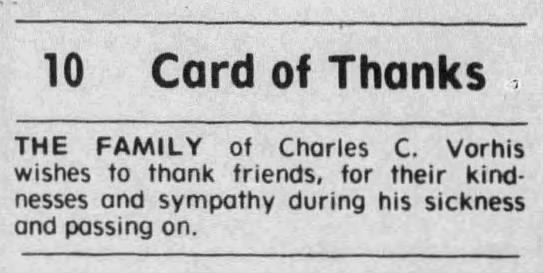 10 Card of Thanks
THE FAMILY of Charles C. Vorhis
wishes to thank friends, for their kind-
nesses and sympathy during his sickness
and passing on.